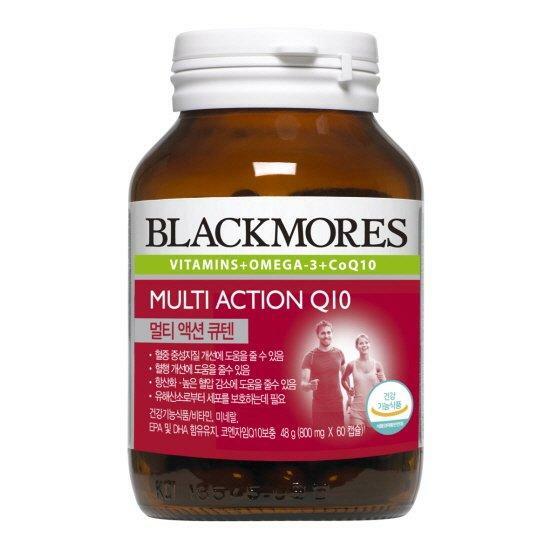 BLACKMORES
VITAMINS+OMEGA-3+CoQ10
MULTI ACTION Q10
멀티 액션 큐텐
• 혈중 중성지질 개선에 도움을 줄 수 있음
• 혈행 개선에 도움을 줄수 있음
• 항산화 - 높은 혈압 감소에 도움을 줄수 있음
• 유해산소로부터 세포를 보호하는데 필요
건강
기능식품
건강기능식품/비타민, 미네랄,
EPA 및 DHA 함유유지, 코엔자임Q10보충 48 g (800 mg X 60 캡슐)